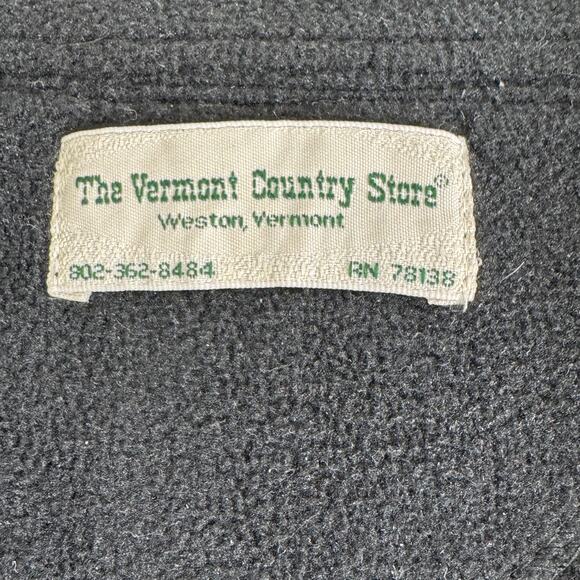 The Vermont Country Store®
Weston, Vermont
802-362-8484 RN 78138